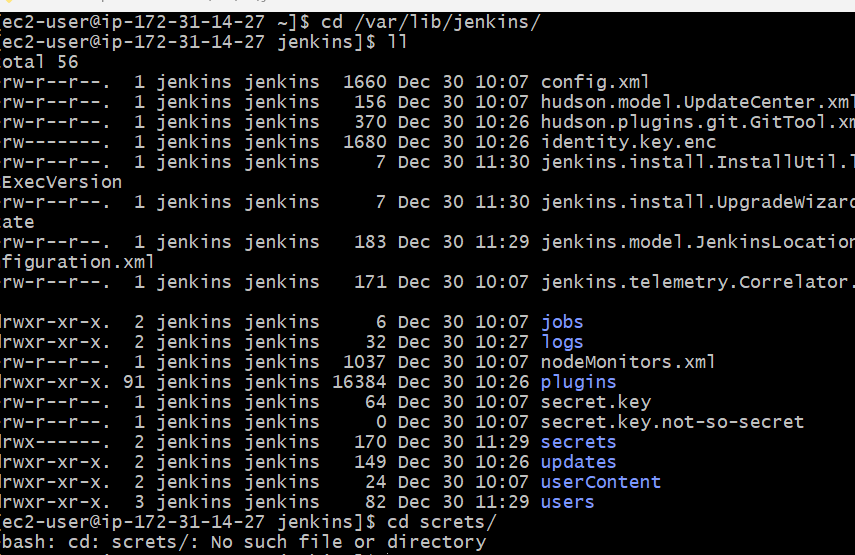 [ec2-user@ip-172-31-14-27 ~]$ cd /var/lib/jenkins/
[ec2-user@ip-172-31-14-27 jenkins]$ ll
otal 56
rw-r--r--. 1 jenkins jenkins 1660 Dec 30 10:07 config.xml
rw-r--r--. 1 jenkins jenkins 156 Dec 30 10:07 hudson.model.UpdateCenter.xml
rw-r--r--. 1 jenkins jenkins 370 Dec 30 10:26 hudson.plugins.git.GitTool.xm
rw-------. 1 jenkins jenkins 1680 Dec 30 10:26 identity.key.enc
rw-r--r--. 1 jenkins jenkins 7 Dec 30 11:30 jenkins.install.InstallUtil.l
ExecVersion
rw-r--r--. 1 jenkins jenkins 7 Dec 30 11:30 jenkins.install.UpgradeWizard
ate
rw-r--r--. 1 jenkins jenkins 183 Dec 30 11:29 jenkins.model.JenkinsLocation
figuration.xml
rw-r--r--. 1 jenkins jenkins 171 Dec 30 10:07 jenkins.telemetry.Correlator.
drwxr-xr-x. 2 jenkins jenkins 6 Dec 30 10:07 jobs
drwxr-xr-x. 2 jenkins jenkins 32 Dec 30 10:27 logs
rw-r--r--. 1 jenkins jenkins 1037 Dec 30 10:07 nodeMonitors.xml
drwxr-xr-x. 91 jenkins jenkins 16384 Dec 30 10:26 plugins
rw-r--r--. 1 jenkins jenkins 64 Dec 30 10:07 secret.key
rw-r--r--. 1 jenkins jenkins 0 Dec 30 10:07 secret.key.not-so-secret
drwx------. 2 jenkins jenkins 170 Dec 30 11:29 secrets
drwxr-xr-x. 2 jenkins jenkins 149 Dec 30 10:26 updates
drwxr-xr-x. 2 jenkins jenkins 24 Dec 30 10:07 userContent
drwxr-xr-x. 3 jenkins jenkins 82 Dec 30 11:29 users
[ec2-user@ip-172-31-14-27 jenkins]$ cd screts/
bash: cd: screts/: No such file or directory